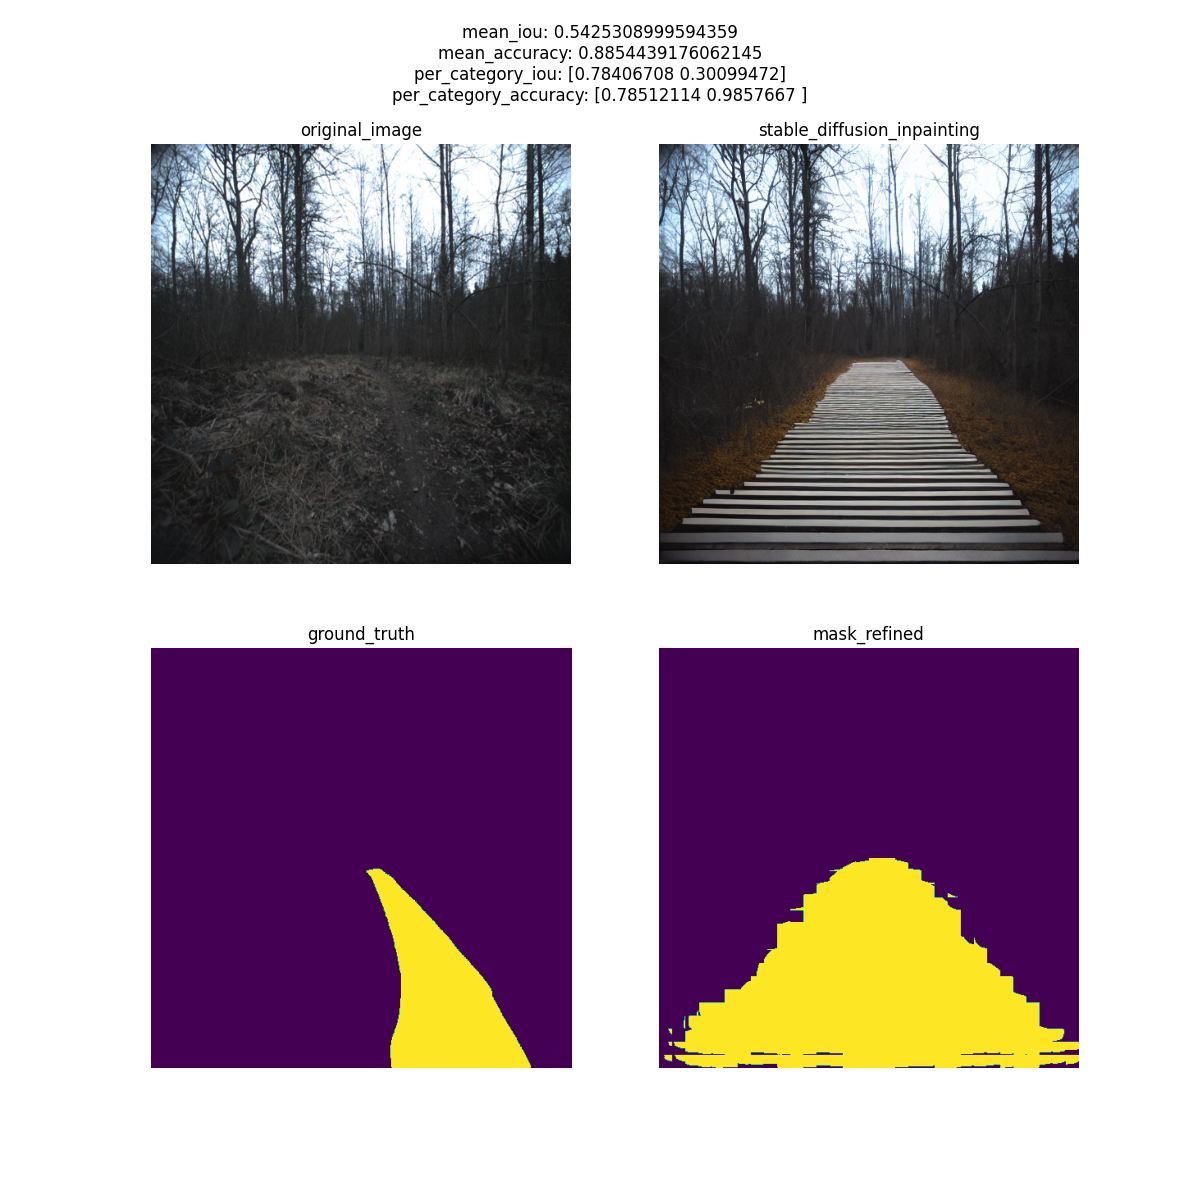 mean_iou: 0.5425308999594359
mean_accuracy: 0.8854439176062145
per_category_iou: [0.78406708 0.30099472]
per_category_accuracy: [0.78512114 0.9857667 ]
original_image
stable_diffusion_inpainting
ground_truth
mask_refined